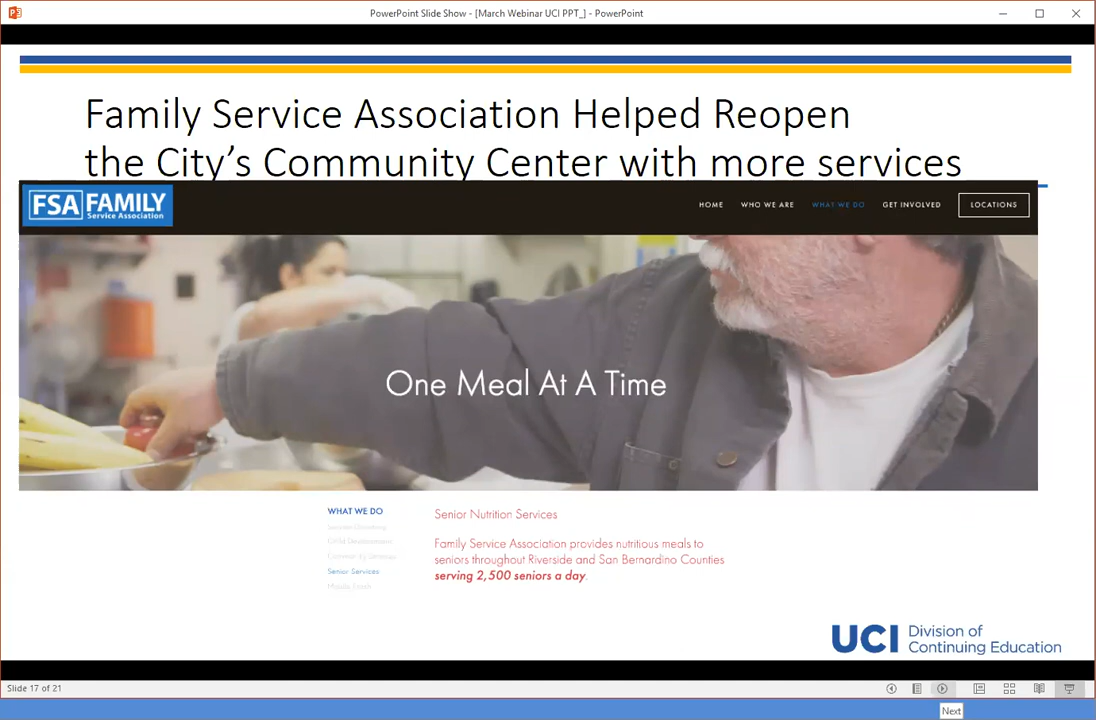 PowerPoint Slide Show - [March Webinar UCI PPT_] - PowerPoint
Family Service Association Helped Reopen
the City's Community Center with more services
FSA FAMILY
Service Association
HOME WHO WE ARE WHAT WE DO GET INVOLVED LOCATIONS
One Meal At A Time
WHAT WE DO
Child Development
Senior Services
Senior Nutrition Services
Family Service Association provides nutritious meals to
seniors throughout Riverside and San Bernardino Counties
serving 2,500 seniors a day.
UCI Division of
Continuing Education
Slide 17 of 21
Next